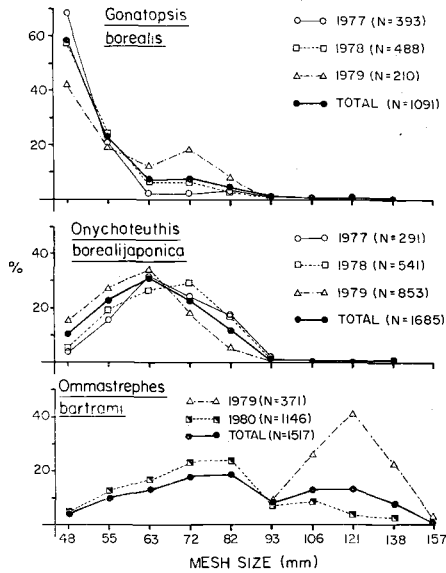 Gonatopsis
borealis
1977 (N=393)
1978 (N=488)
1979 (N=210)
TOTAL (N=1091)
60
40
20
Onychoteuthis
borealijaponica
1977 (N=291)
1978 (N=541)
1979 (N=853)
TOTAL (N=1685)
%
40
20
Ommastrephes
bartrami
1979 (N=371)
1980 (N=1146)
TOTAL (N=1517)
40
20
48 55 63 72 82 93 106 121 138 157
MESH SIZE (mm)